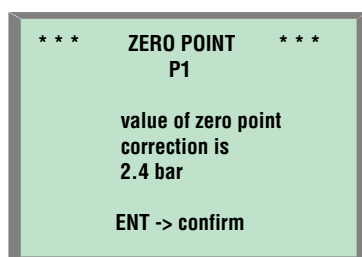 * * * ZERO POINT * * *
P1
value of zero point
correction is
2.4 bar
ENT -> confirm